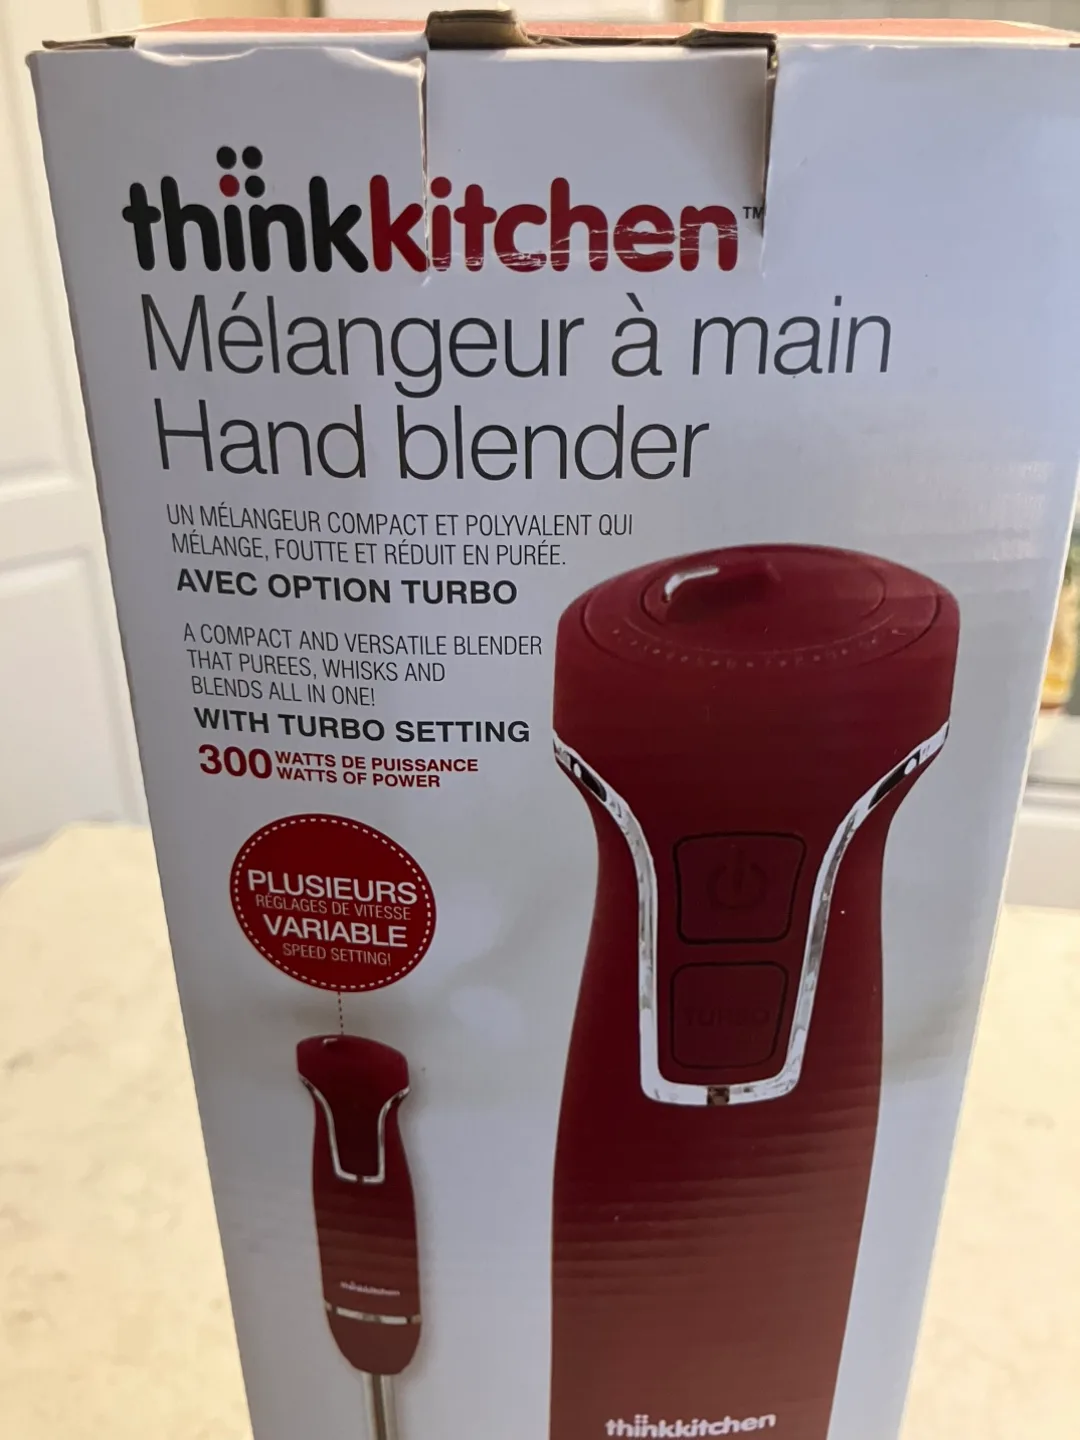 thinkkitchen™
Mélangeur à main
Hand blender
UN MÉLANGEUR COMPACT ET POLYVALENT QUI
MÉLANGE, FOUTTE ET RÉDUIT EN PURÉE.
AVEC OPTION TURBO
A COMPACT AND VERSATILE BLENDER
THAT PUREES, WHISKS AND
BLENDS ALL IN ONE!
WITH TURBO SETTING
300 WATTS DE PUISSANCE
WATTS OF POWER
PLUSIEURS
RÉGLAGES DE VITESSE
VARIABLE
SPEED SETTING!
TURBO
thinkkitchen
thinkkitchen